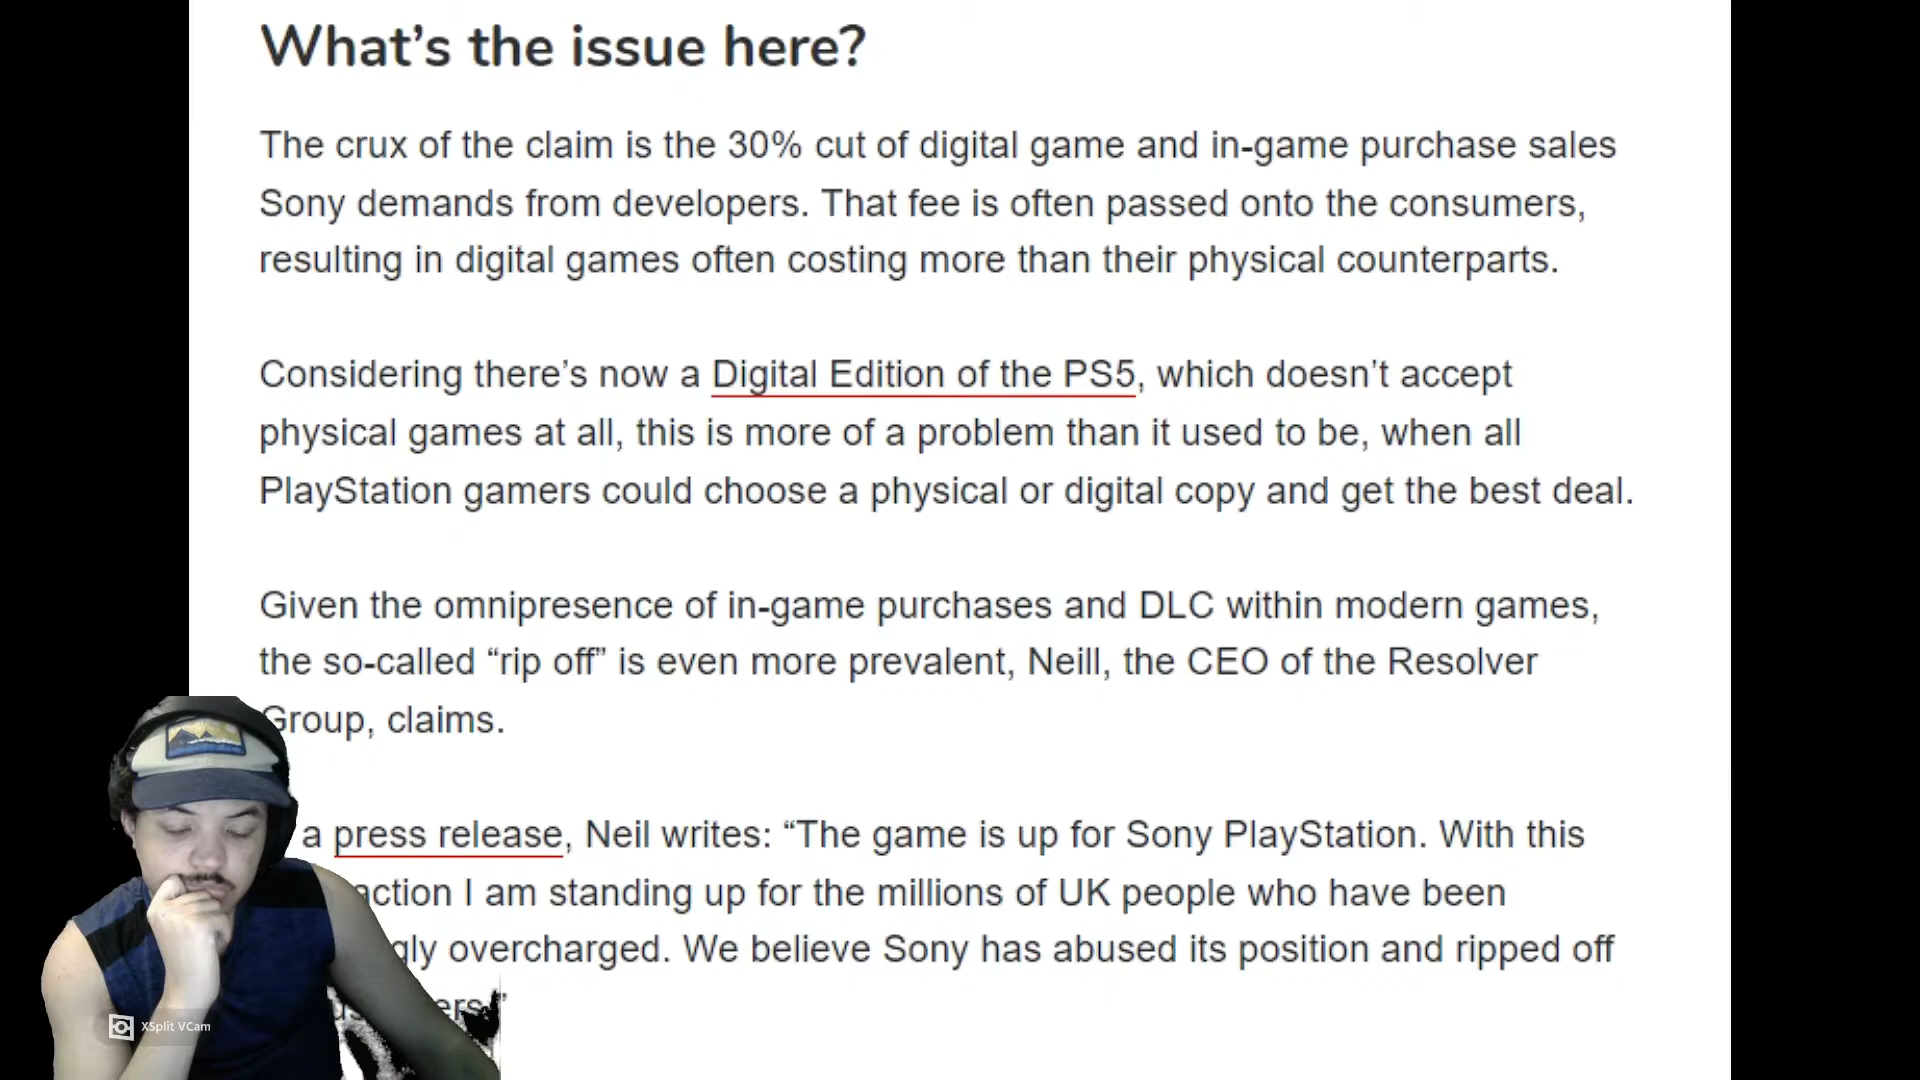 What’s the issue here?
The crux of the claim is the 30% cut of digital game and in-game purchase sales
Sony demands from developers. That fee is often passed onto the consumers,
resulting in digital games often costing more than their physical counterparts.
Considering there’s now a Digital Edition of the PS5, which doesn’t accept
physical games at all, this is more of a problem than it used to be, when all
PlayStation gamers could choose a physical or digital copy and get the best deal.
Given the omnipresence of in-game purchases and DLC within modern games,
the so-called “rip off” is even more prevalent, Neill, the CEO of the Resolver
Group, claims.
a press release, Neil writes: “The game is up for Sony PlayStation. With this
action I am standing up for the millions of UK people who have been
overcharged. We believe Sony has abused its position and ripped off
XSplit VCam